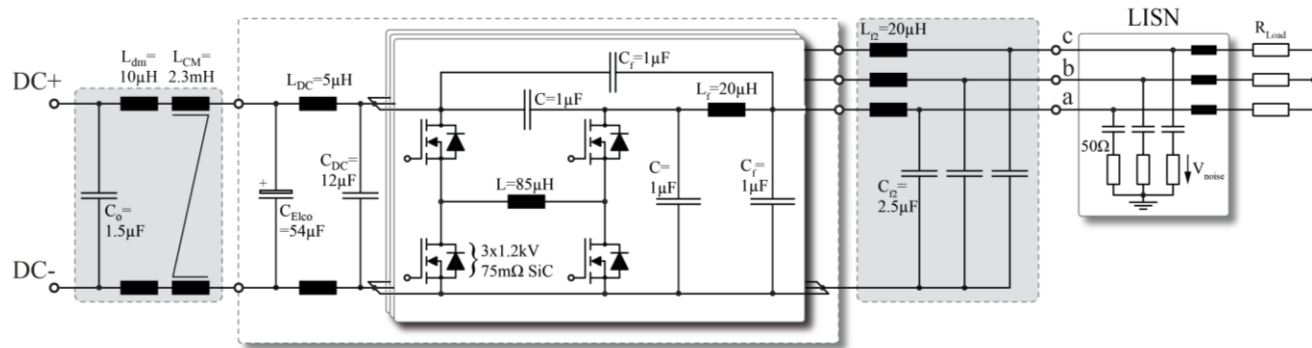 LISN
L_dm=
10µH
L_CM=
2.3mH
DC+
L_DC=5µH
C_f=1µF
C=1µF
L_f=20µH
L_f2=20µH
c
b
a
R_Load
C_DC=
12µF
L=85µH
C=
1µF
C_f=
1µF
50Ω
V_noise
C_o=
1.5µF
+
C_Elco
=54µF
3x1.2kV
75mΩ SiC
C_f2=
2.5µF
DC-